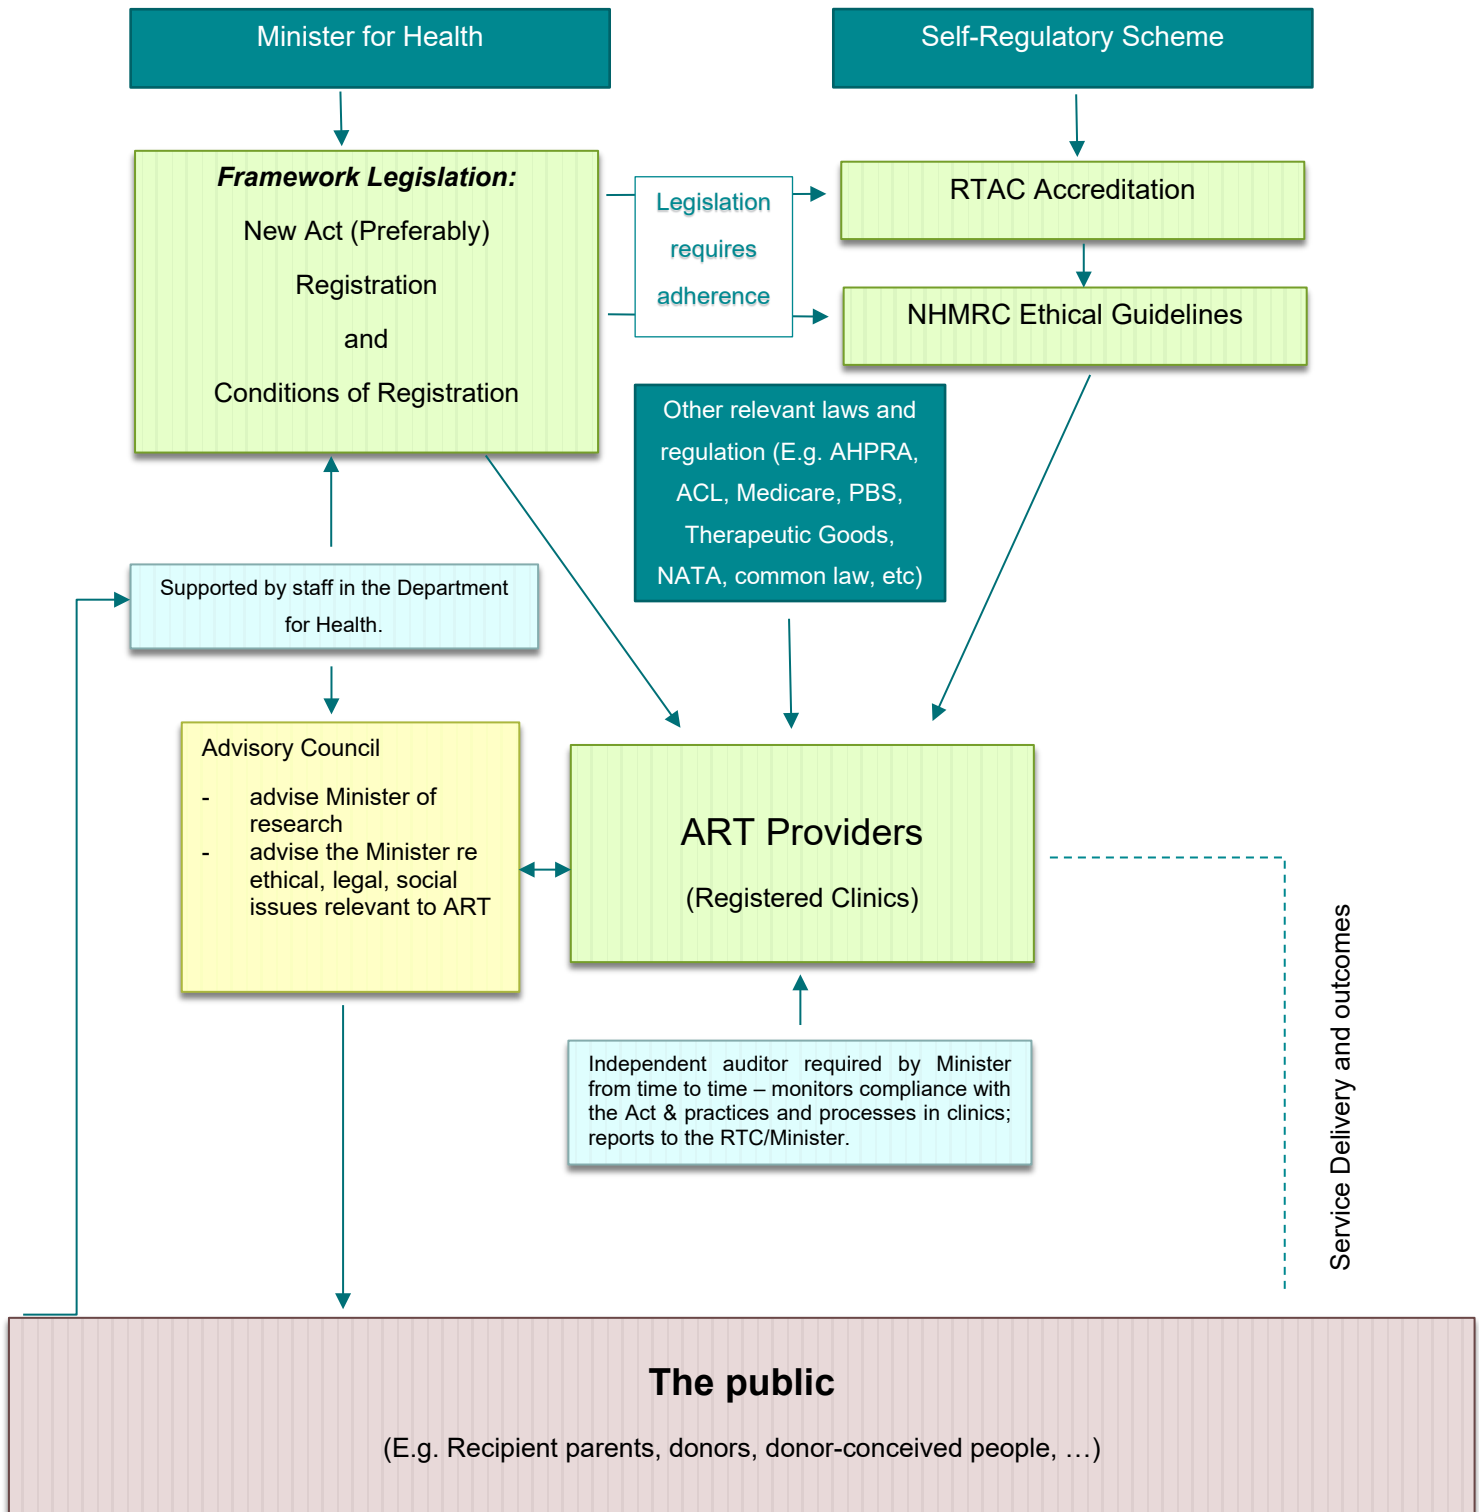 Minister for Health
Self-Regulatory Scheme
Framework Legislation:
New Act (Preferably)
Registration
and
Conditions of Registration
Legislation
requires
adherence
RTAC Accreditation
NHMRC Ethical Guidelines
Other relevant laws and
regulation (E.g. AHPRA,
ACL, Medicare, PBS,
Therapeutic Goods,
NATA, common law, etc)
Supported by staff in the Department
for Health.
Advisory Council
- advise Minister of
research
- advise the Minister re
ethical, legal, social
issues relevant to ART
ART Providers
(Registered Clinics)
Independent auditor required by Minister
from time to time – monitors compliance with
the Act & practices and processes in clinics;
reports to the RTC/Minister.
Service Delivery and outcomes
The public
(E.g. Recipient parents, donors, donor-conceived people, …)